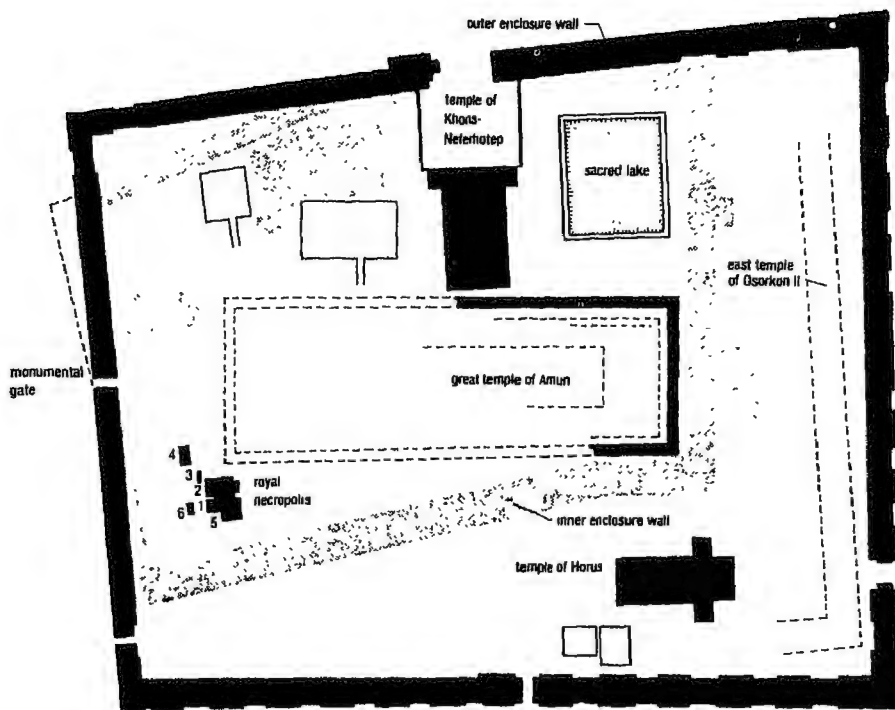 outer enclosure wall
temple of
Khons-
Neferhotep
sacred lake
east temple
of Osorkon II
monumental
gate
great temple of Amun
4
3
2
1
6
5
royal
necropolis
inner enclosure wall
temple of Horus